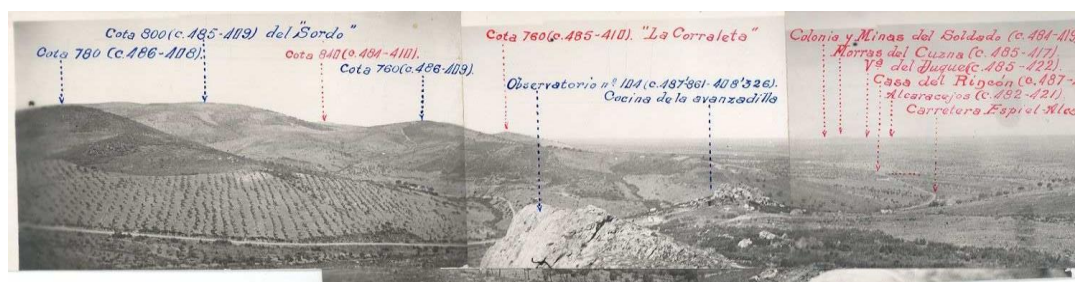 Cota 800 (c.485-409) del "Sordo"
Cota 780 (c.486-408).
Cota 840 (c.484-410).
Cota 760 (c.486-409).
Cota 760 (c.485-410). "La Corraleta"
Observatorio nº 104 (c.487'861-408'326).
Cocina de la avanzadilla
Colonia y Minas del Soldado (c.484-419
Morras del Cuzna (c.485-417).
Vª del Duque (c.485-422).
Casa del Rincón (c.487-
Alcaracejos (c.482-421).
Carretera Espiel-Alca